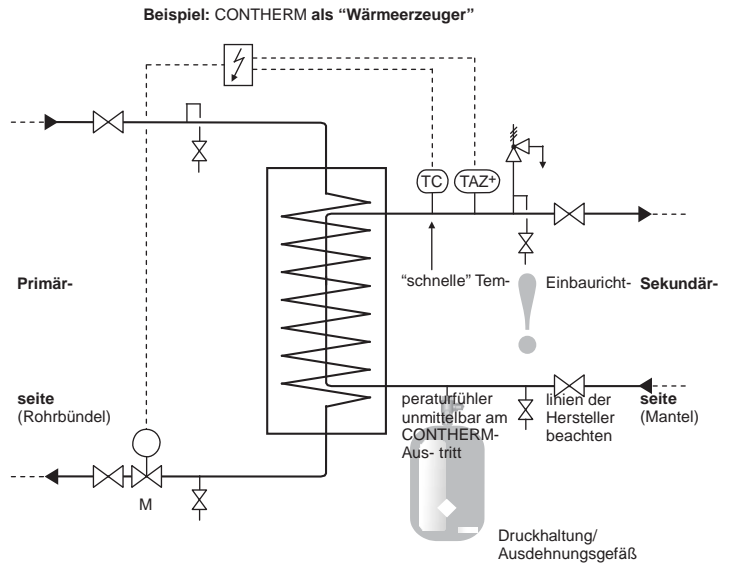 Beispiel: CONTHERM als “Wärmeerzeuger”
TC
TAZ+
“schnelle” Tem-
Einbauricht-
Primär-
Sekundär-
seite
(Rohrbündel)
peraturfühler
unmittelbar am
CONTHERM-
Aus- tritt
linien der
Hersteller
beachten
seite
(Mantel)
M
Druckhaltung/
Ausdehnungsgefäß